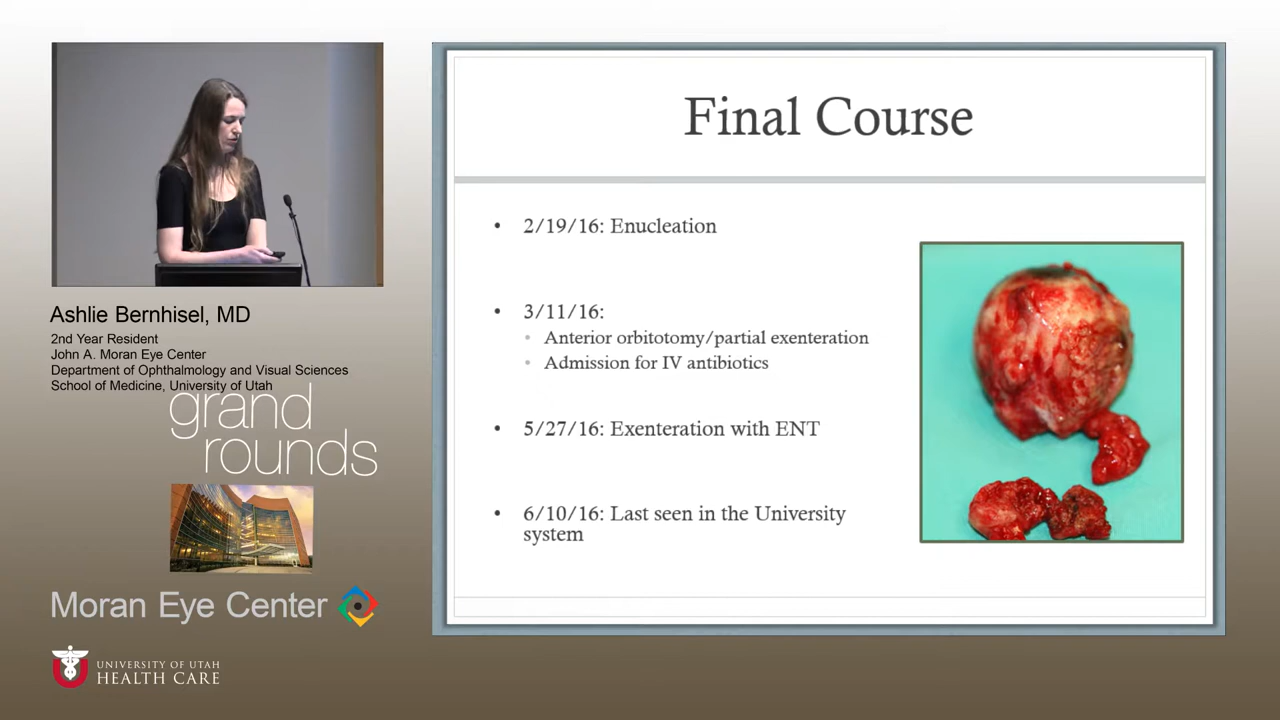 Final Course
• 2/19/16: Enucleation
• 3/11/16:
• Anterior orbitotomy/partial exenteration
• Admission for IV antibiotics
• 5/27/16: Exenteration with ENT
• 6/10/16: Last seen in the University
system
Ashlie Bernhisel, MD
2nd Year Resident
John A. Moran Eye Center
Department of Ophthalmology and Visual Sciences
School of Medicine, University of Utah
grand
rounds
Moran Eye Center
UNIVERSITY OF UTAH
HEALTH CARE